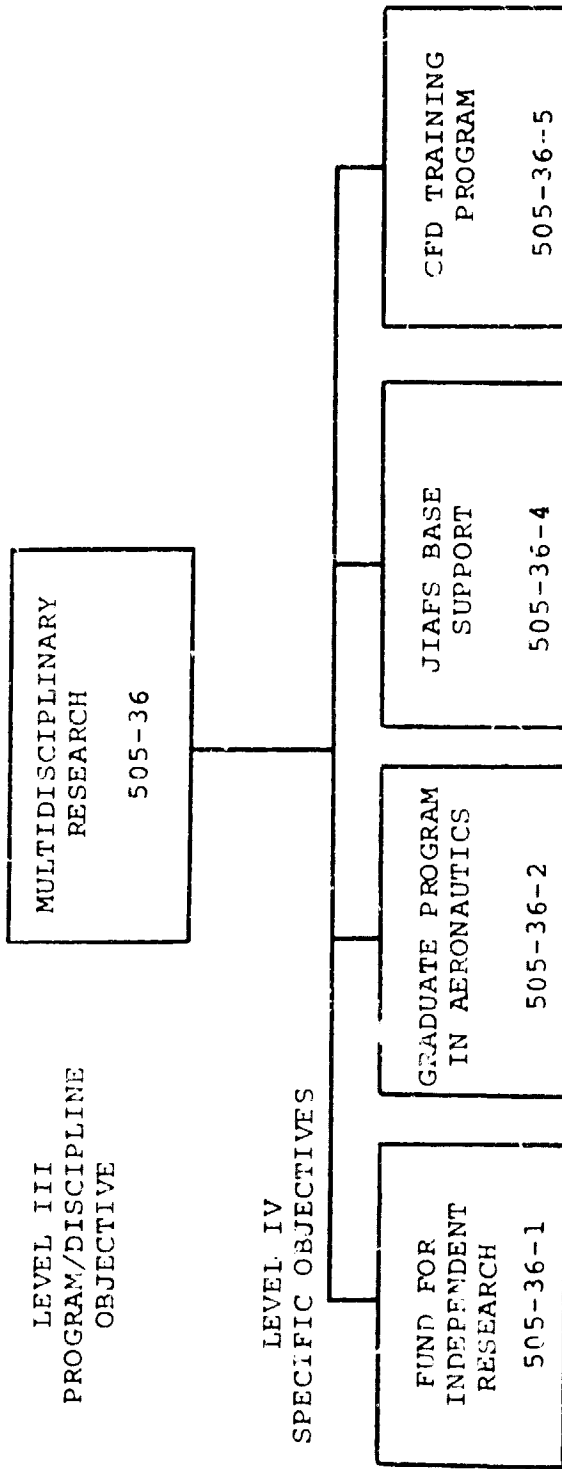 LEVEL III
PROGRAM/DISCIPLINE
OBJECTIVE
MULTIDISCIPLINARY
RESEARCH
505-36
LEVEL IV
SPECIFIC OBJECTIVES
FUND FOR
INDEPENDENT
RESEARCH
505-36-1
GRADUATE PROGRAM
IN AERONAUTICS
505-36-2
JIAFS BASE
SUPPORT
505-36-4
CFD TRAINING
PROGRAM
505-36-5